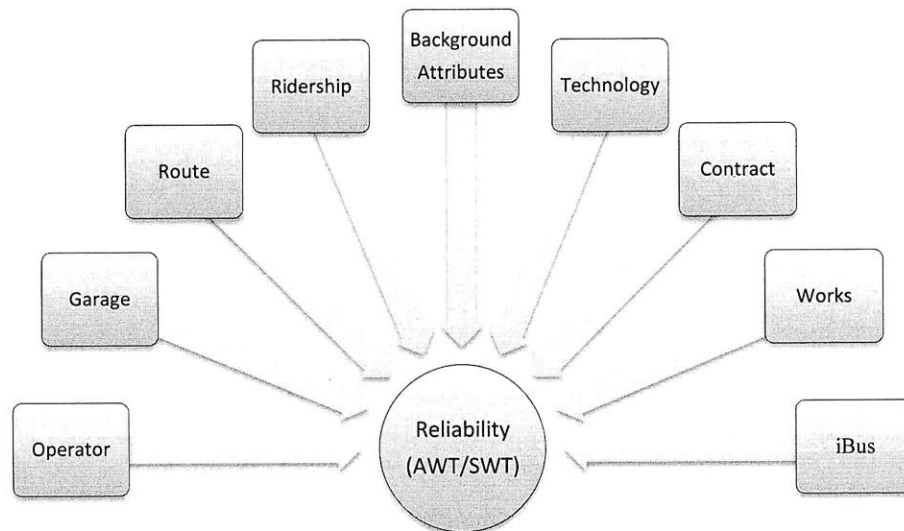 Background
Attributes
Ridership
Technology
Route
Contract
Garage
Works
Operator
iBus
Reliability
(AWT/SWT)